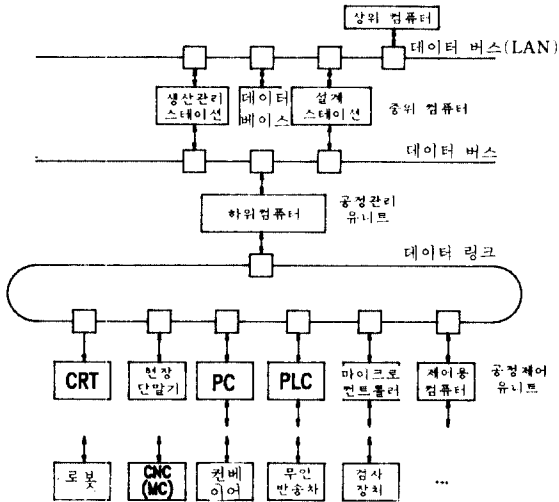 상위 컴퓨터
데이터 버스(LAN)
생산관리
스테이션
데이터
베이스
설계
스테이션
중위 컴퓨터
데이터 버스
하위컴퓨터
공정관리
유니트
데이터 링크
CRT
현장
단말기
PC
PLC
마이크로
컨트롤러
제어용
컴퓨터
공정제어
유니트
로봇
CNC
(MC)
컨베
이어
무인
반송차
검사
장치
...